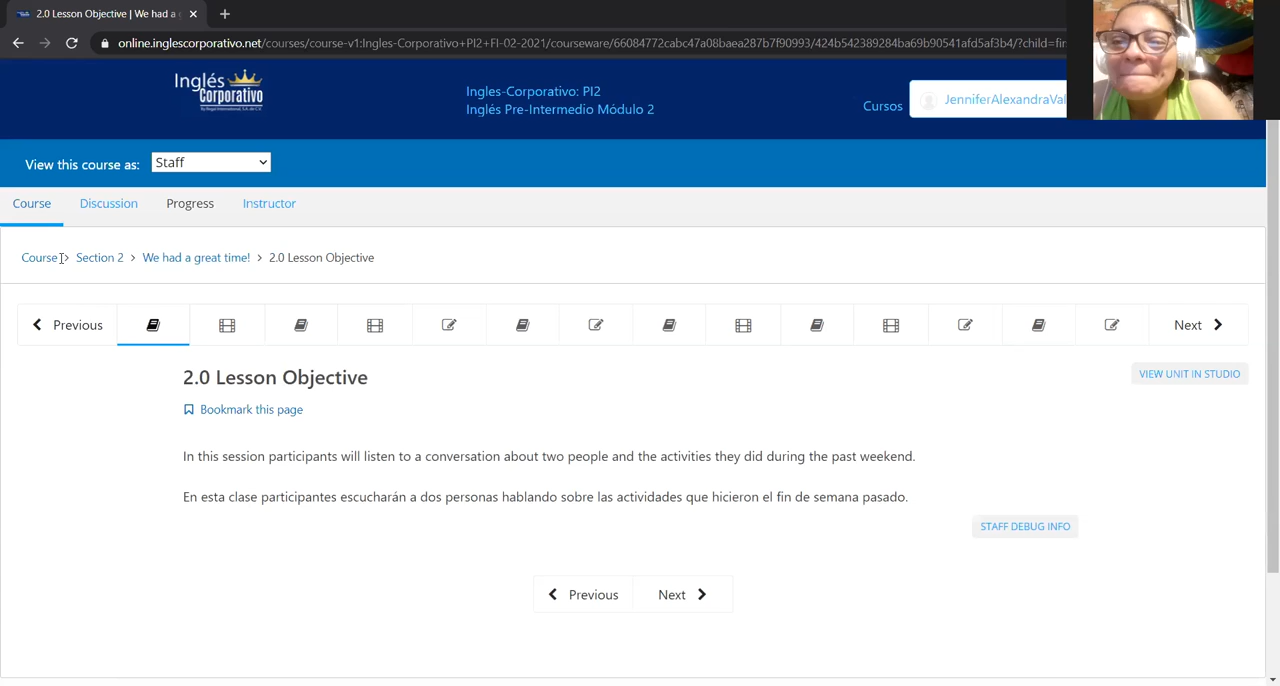 2.0 Lesson Objective | We had a g
online.inglescorporativo.net/courses/course-v1:Ingles-Corporativo+PI2+FI-02-2021/courseware/66084772cabc47a08baea287b7f90993/424b542389284ba69b90541afd5af3b4/?child=fir
Inglés
Corporativo
Ingles-Corporativo: PI2
Inglés Pre-Intermedio Módulo 2
Cursos
JenniferAlexandraVal
View this course as: Staff
Course Discussion Progress Instructor
Course > Section 2 > We had a great time! > 2.0 Lesson Objective
Previous Next
2.0 Lesson Objective
VIEW UNIT IN STUDIO
Bookmark this page
In this session participants will listen to a conversation about two people and the activities they did during the past weekend.
En esta clase participantes escucharán a dos personas hablando sobre las actividades que hicieron el fin de semana pasado.
STAFF DEBUG INFO
Previous Next